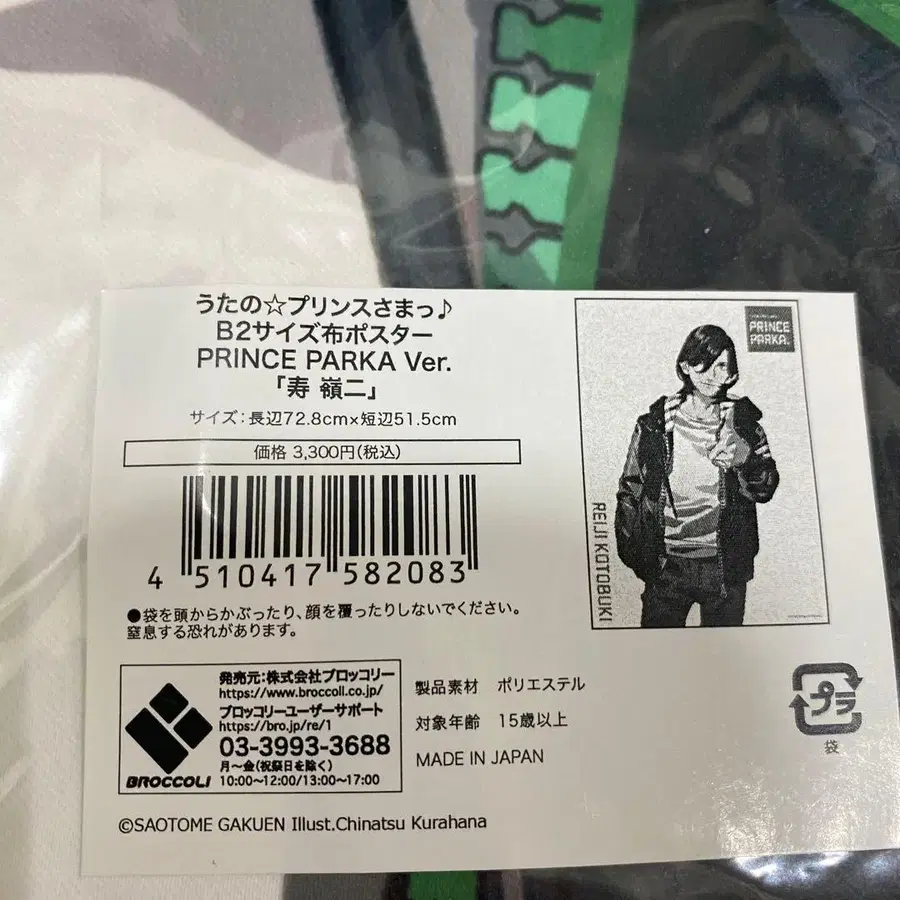 うたの☆プリンスさまっ♪
B2サイズ布ポスター
PRINCE PARKA Ver.
『寿 嶺二』
サイズ:長辺72.8cm×短辺51.5cm
価格 3,300円(税込)
4 510417 582083
●袋を頭からかぶったり、顔を覆ったりしないでください。
窒息する恐れがあります。
PRINCE
PARKA.
REIJI KOTOBUKI
発売元:株式会社ブロッコリー
https://www.broccoli.co.jp/
ブロッコリーユーザーサポート
https://bro.jp/re/1
03-3993-3688
月~金(祝祭日を除く)
10:00~12:00/13:00~17:00
BROCCOLI
製品素材 ポリエステル
対象年齢 15歳以上
MADE IN JAPAN
プラ
袋
©SAOTOME GAKUEN Illust.Chinatsu Kurahana